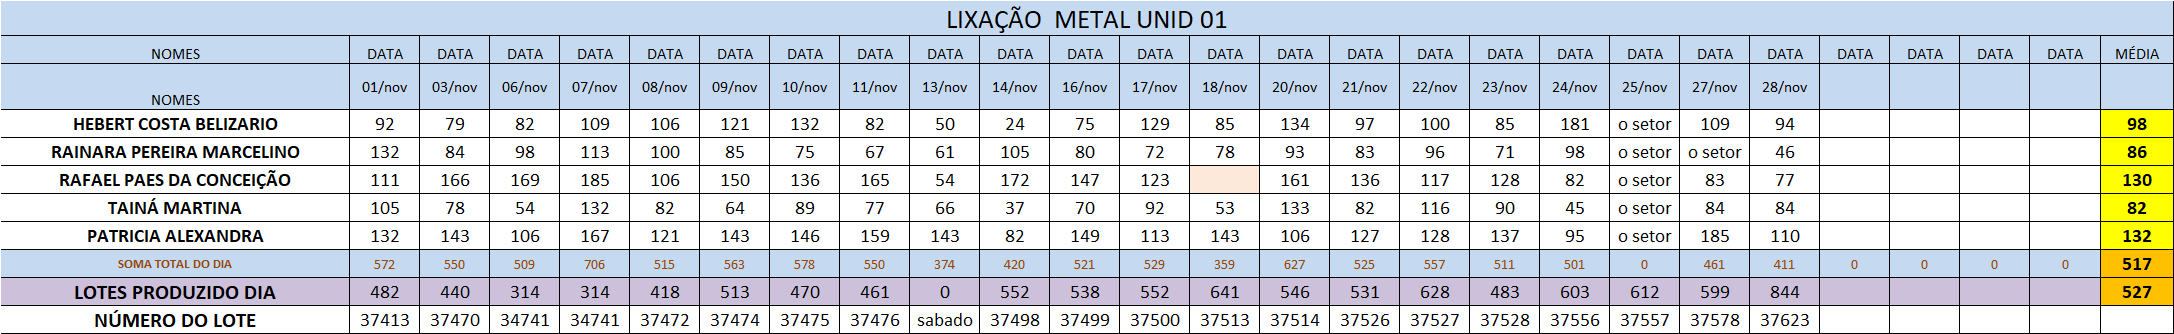 LIXAÇÃO  METAL UNID 01
NOMES DATA DATA DATA DATA DATA DATA DATA DATA DATA DATA DATA DATA DATA DATA DATA DATA DATA DATA DATA DATA DATA DATA DATA DATA DATA MÉDIA
NOMES 01/nov 03/nov 06/nov 07/nov 08/nov 09/nov 10/nov 11/nov 13/nov 14/nov 16/nov 17/nov 18/nov 20/nov 21/nov 22/nov 23/nov 24/nov 25/nov 27/nov 28/nov
HEBERT COSTA BELIZARIO 92 79 82 109 106 121 132 82 50 24 75 129 85 134 97 100 85 181 o setor 109 94 98
RAINARA PEREIRA MARCELINO 132 84 98 113 100 85 75 67 61 105 80 72 78 93 83 96 71 98 o setor o setor 46 86
RAFAEL PAES DA CONCEIÇÃO 111 166 169 185 106 150 136 165 54 172 147 123 161 136 117 128 82 o setor 83 77 130
TAINÁ MARTINA 105 78 54 132 82 64 89 77 66 37 70 92 53 133 82 116 90 45 o setor 84 84 82
PATRICIA ALEXANDRA 132 143 106 167 121 143 146 159 143 82 149 113 143 106 127 128 137 95 o setor 185 110 132
SOMA TOTAL DO DIA 572 550 509 706 515 563 578 550 374 420 521 529 359 627 525 557 511 501 0 461 411 0 0 0 0 517
LOTES PRODUZIDO DIA 482 440 314 314 418 513 470 461 0 552 538 552 641 546 531 628 483 603 612 599 844 527
NÚMERO DO LOTE 37413 37470 34741 34741 37472 37474 37475 37476 sabado 37498 37499 37500 37513 37514 37526 37527 37528 37556 37557 37578 37623